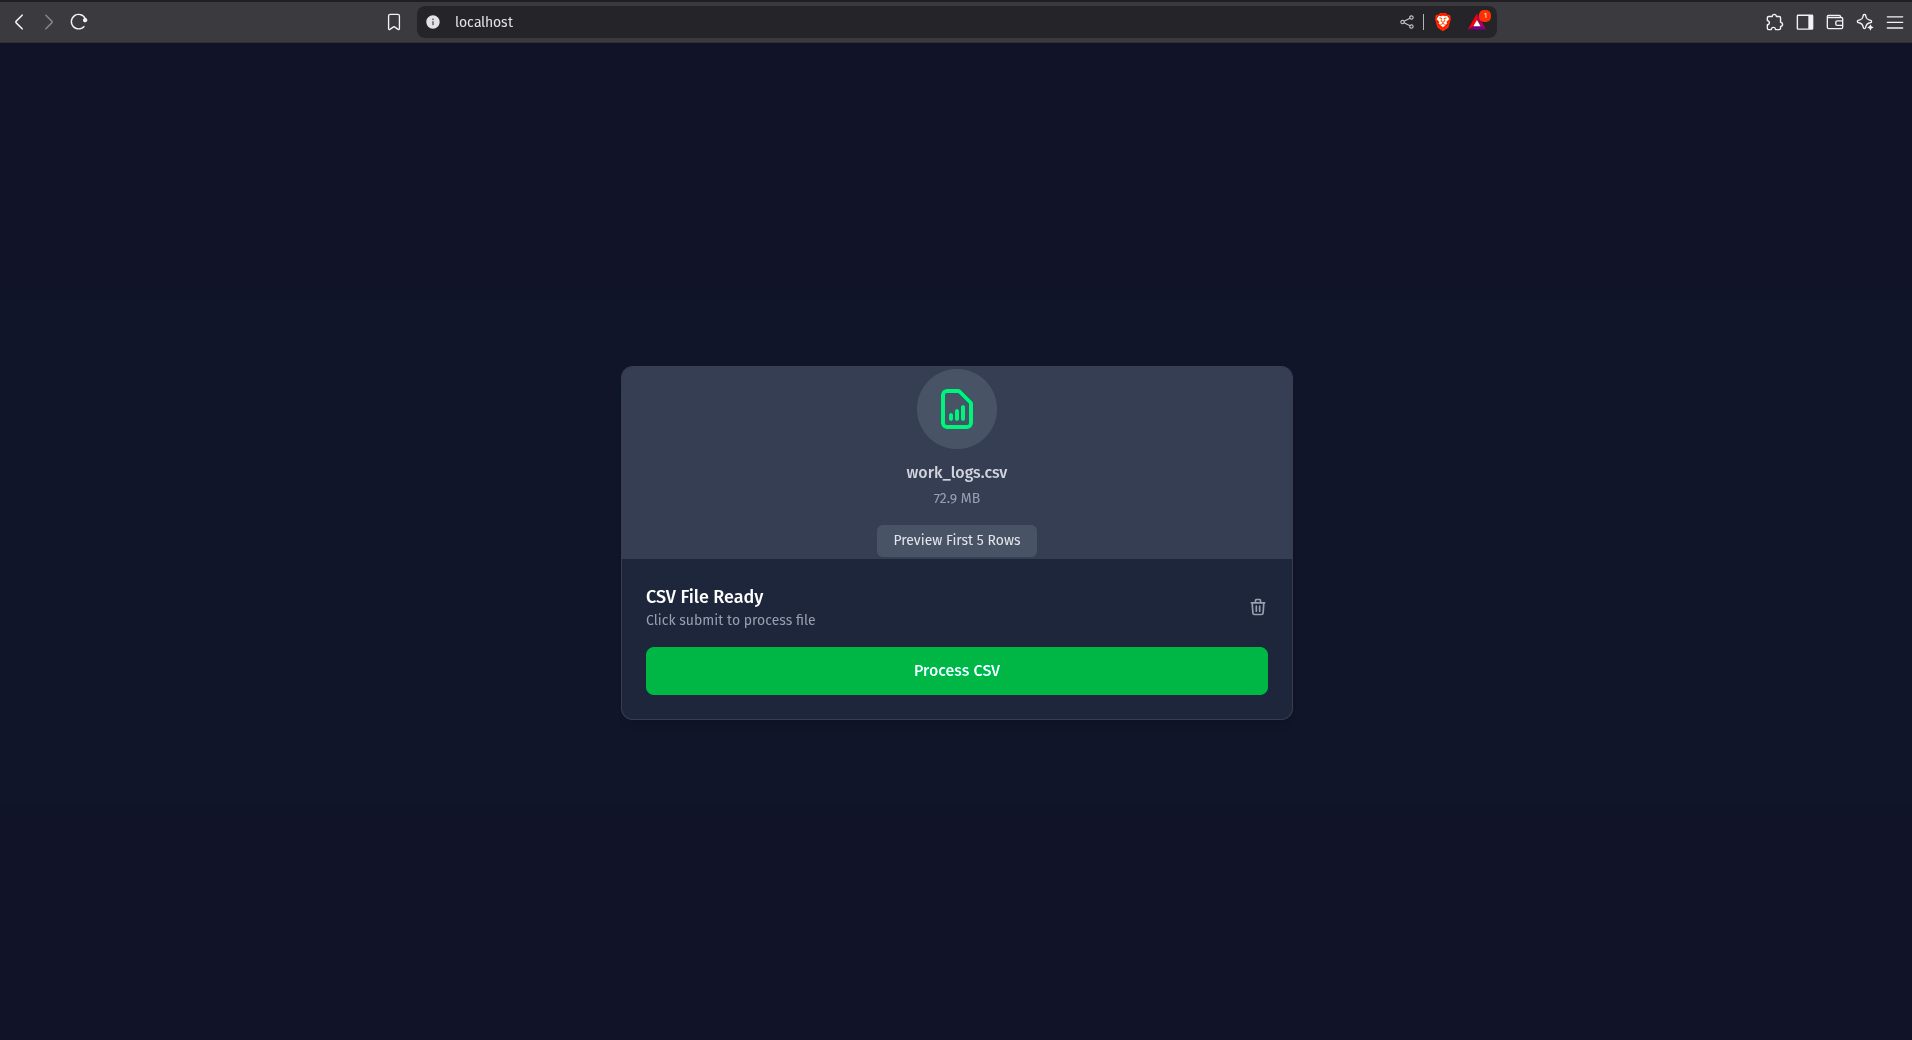 localhost
1
work_logs.csv
72.9 MB
Preview First 5 Rows
CSV File Ready
Click submit to process file
Process CSV